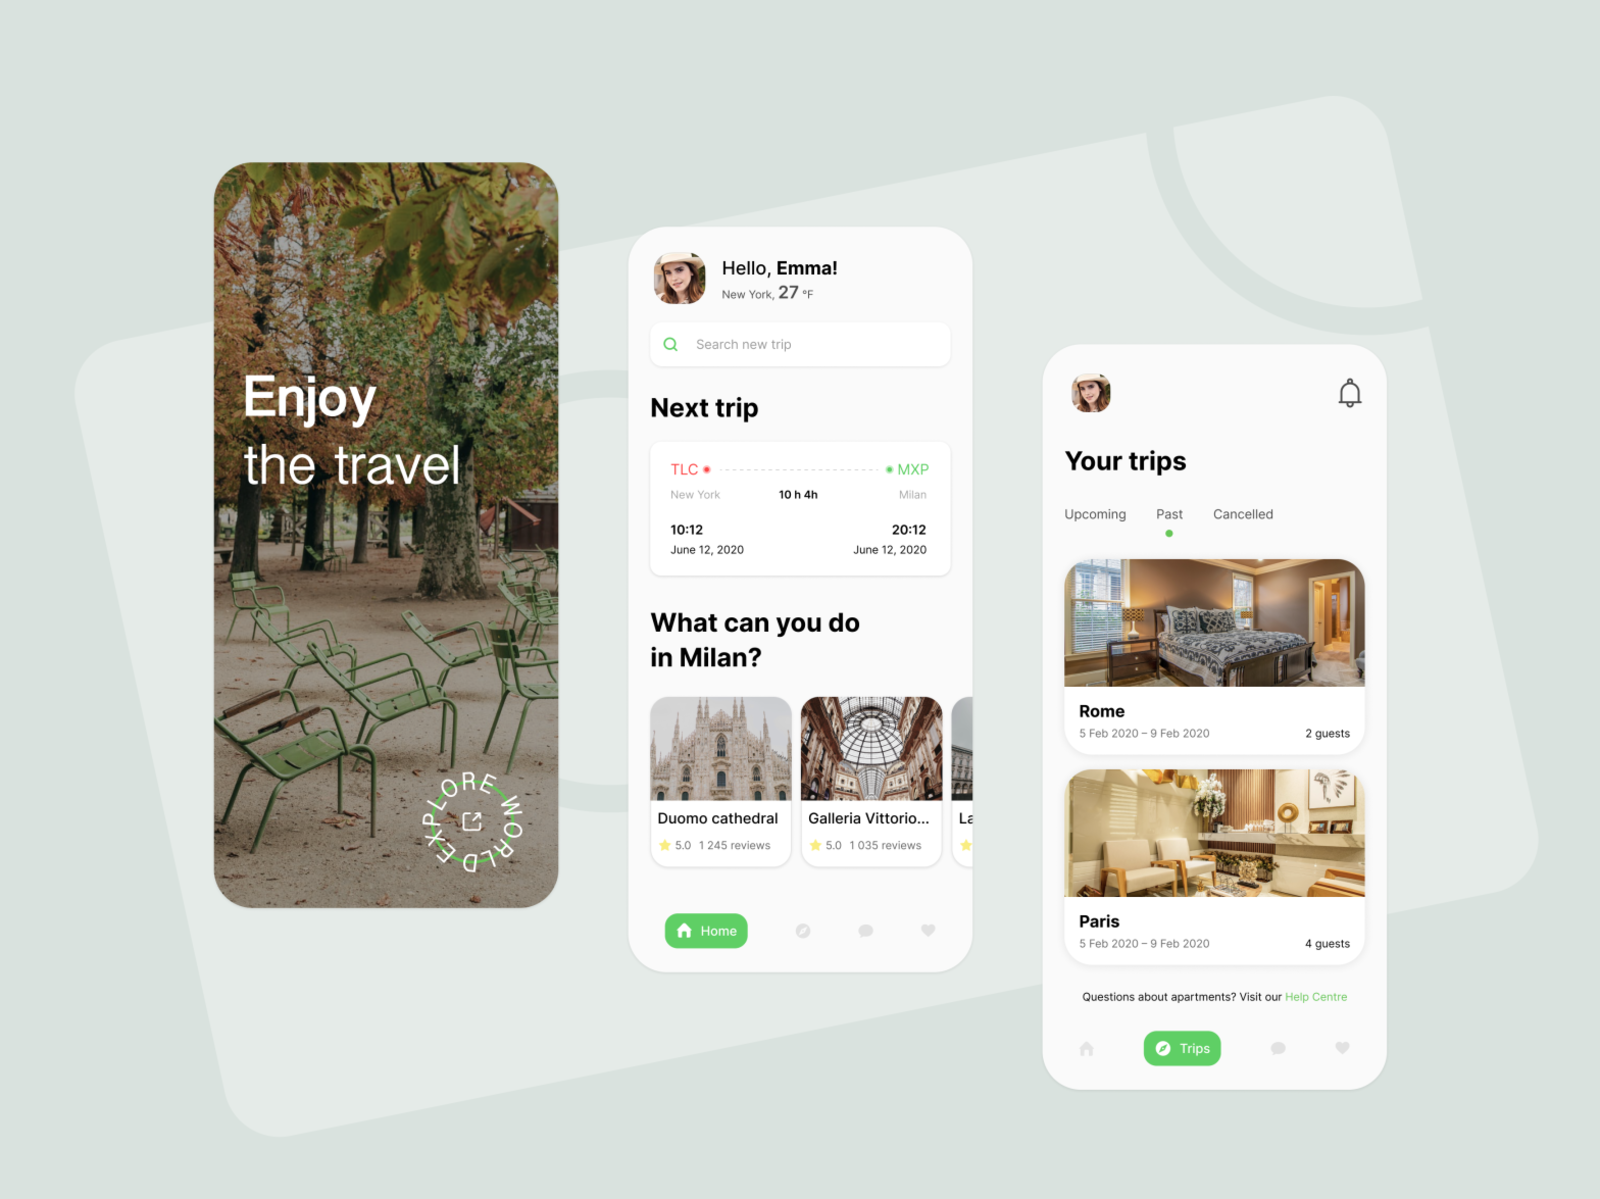 Enjoy
the travel
EXPLORE WORLD
Hello, Emma!
New York, 27 °F
Search new trip
Next trip
TLC MXP
New York 10 h 4h Milan
10:12 20:12
June 12, 2020 June 12, 2020
What can you do
in Milan?
Duomo cathedral
5.0 1 245 reviews
Galleria Vittorio...
5.0 1 035 reviews
La
Home
Your trips
Upcoming Past Cancelled
Rome
5 Feb 2020 – 9 Feb 2020 2 guests
Paris
5 Feb 2020 – 9 Feb 2020 4 guests
Questions about apartments? Visit our Help Centre
Trips